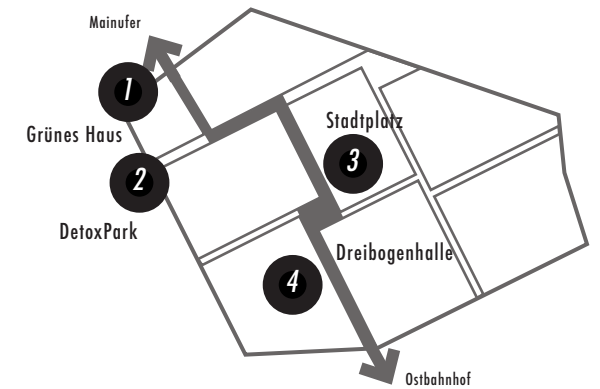 Mainufer
1
Grünes Haus
2
DetoxPark
Stadtplatz
3
Dreibogenhalle
4
Ostbahnhof